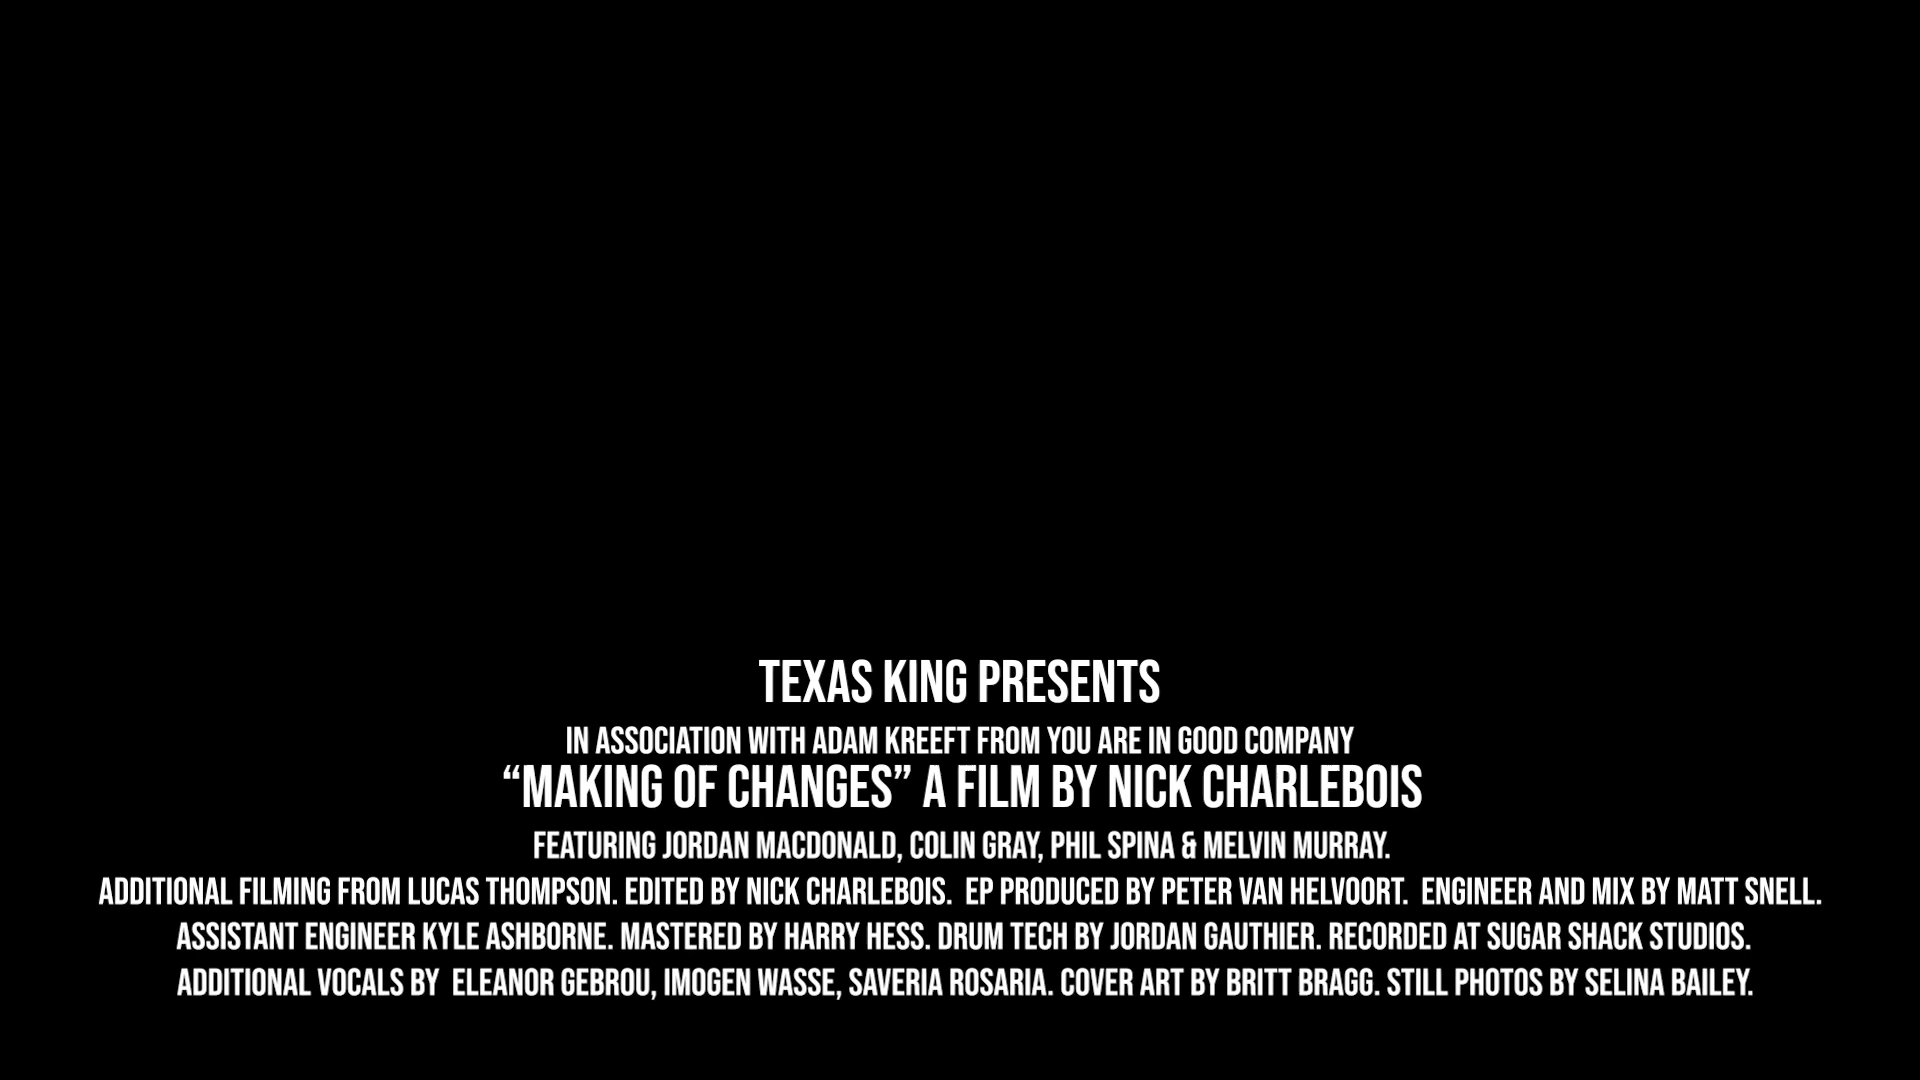 TEXAS KING PRESENTS
IN ASSOCIATION WITH ADAM KREEFT FROM YOU ARE IN GOOD COMPANY
“MAKING OF CHANGES” A FILM BY NICK CHARLEBOIS
FEATURING JORDAN MACDONALD, COLIN GRAY, PHIL SPINA & MELVIN MURRAY.
ADDITIONAL FILMING FROM LUCAS THOMPSON. EDITED BY NICK CHARLEBOIS. EP PRODUCED BY PETER VAN HELVOORT. ENGINEER AND MIX BY MATT SNELL.
ASSISTANT ENGINEER KYLE ASHBORNE. MASTERED BY HARRY HESS. DRUM TECH BY JORDAN GAUTHIER. RECORDED AT SUGAR SHACK STUDIOS.
ADDITIONAL VOCALS BY ELEANOR GEBROU, IMOGEN WASSE, SAVERIA ROSARIA. COVER ART BY BRITT BRAGG. STILL PHOTOS BY SELINA BAILEY.